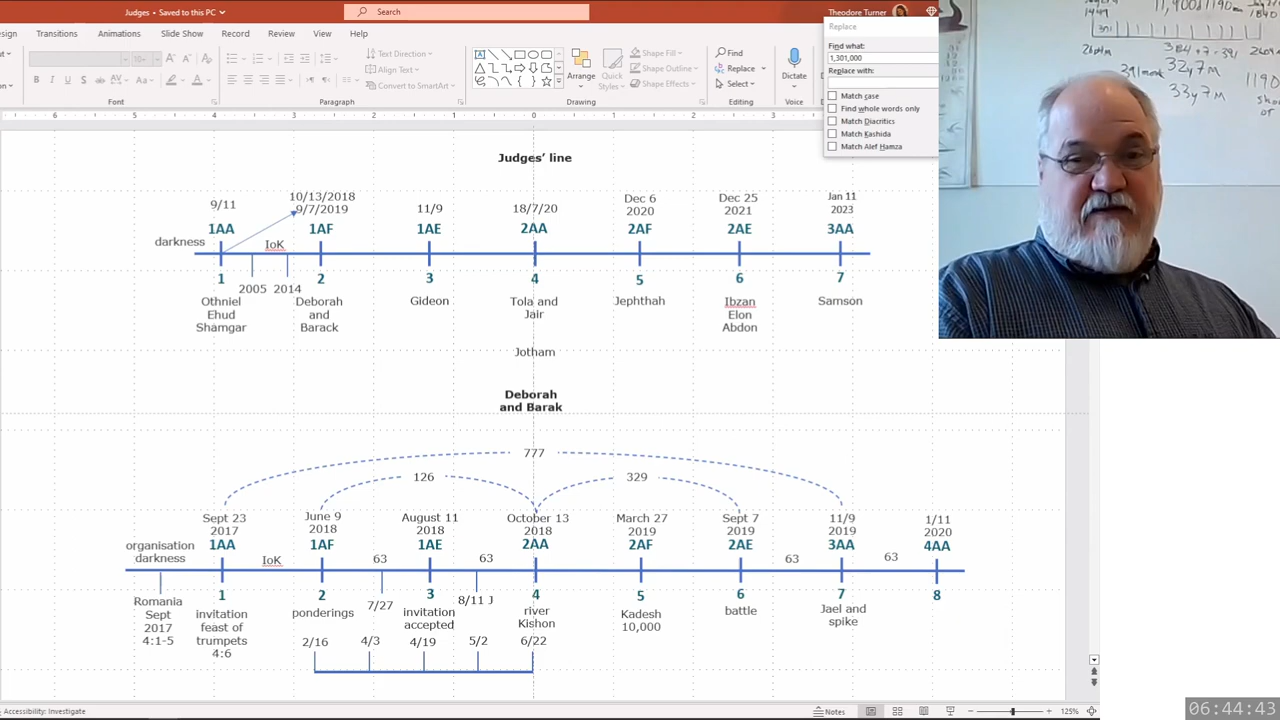 Judges • Saved to this PC
Search
Theodore Turner
Transitions Animations Slide Show Record Review View Help
Text Direction
Align Text
Convert to SmartArt
Arrange
Quick
Styles
Shape Fill
Shape Outline
Shape Effects
Find
Replace
Select
Dictate
Font Paragraph Drawing Editing Voice
Replace
Find what:
1,301,000
Replace with:
Match case
Find whole words only
Match Diacritics
Match Kashida
Match Alef Hamza
6 5 4 3 2 1 0 1 2 3
Judges' line
9/11
10/13/2018
9/7/2019
11/9
18/7/20
Dec 6
2020
Dec 25
2021
Jan 11
2023
1AA 1AF 1AE 2AA 2AF 2AE 3AA
darkness
IoK
1 2 3 4 5 6 7
2005 2014
Othniel
Ehud
Shamgar
Deborah
and
Barack
Gideon
Tola and
Jair
Jephthah
Ibzan
Elon
Abdon
Samson
Jotham
Deborah
and Barak
777
126
329
Sept 23
2017
June 9
2018
August 11
2018
October 13
2018
March 27
2019
Sept 7
2019
11/9
2019
1/11
2020
1AA 1AF 1AE 2AA 2AF 2AE 3AA 4AA
organisation
darkness
IoK
63
63
63
63
1 2 3 4 5 6 7 8
Romania
Sept
2017
4:1-5
invitation
feast of
trumpets
4:6
ponderings
7/27
invitation
accepted
8/11 J
river
Kishon
Kadesh
10,000
battle
Jael and
spike
2/16 4/3 4/19 5/2 6/22
Accessibility: Investigate
Notes
125%
06:44:43